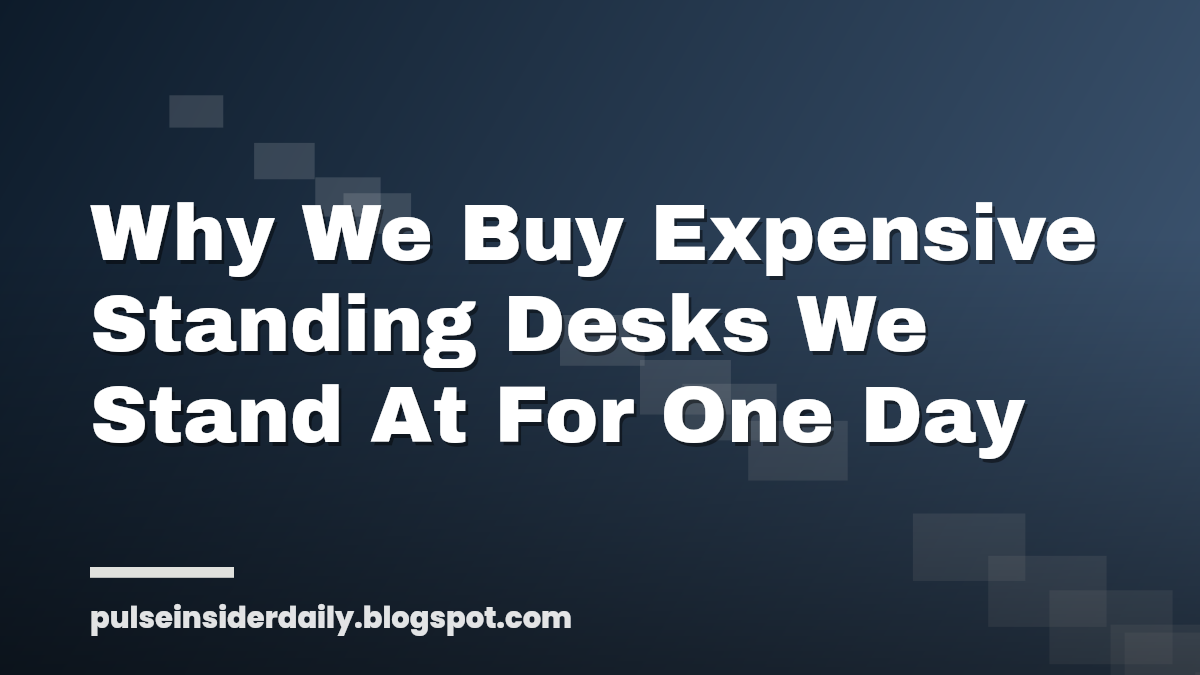 Why We Buy Expensive
Standing Desks We
Stand At For One Day
pulseinsiderdaily.blogspot.com